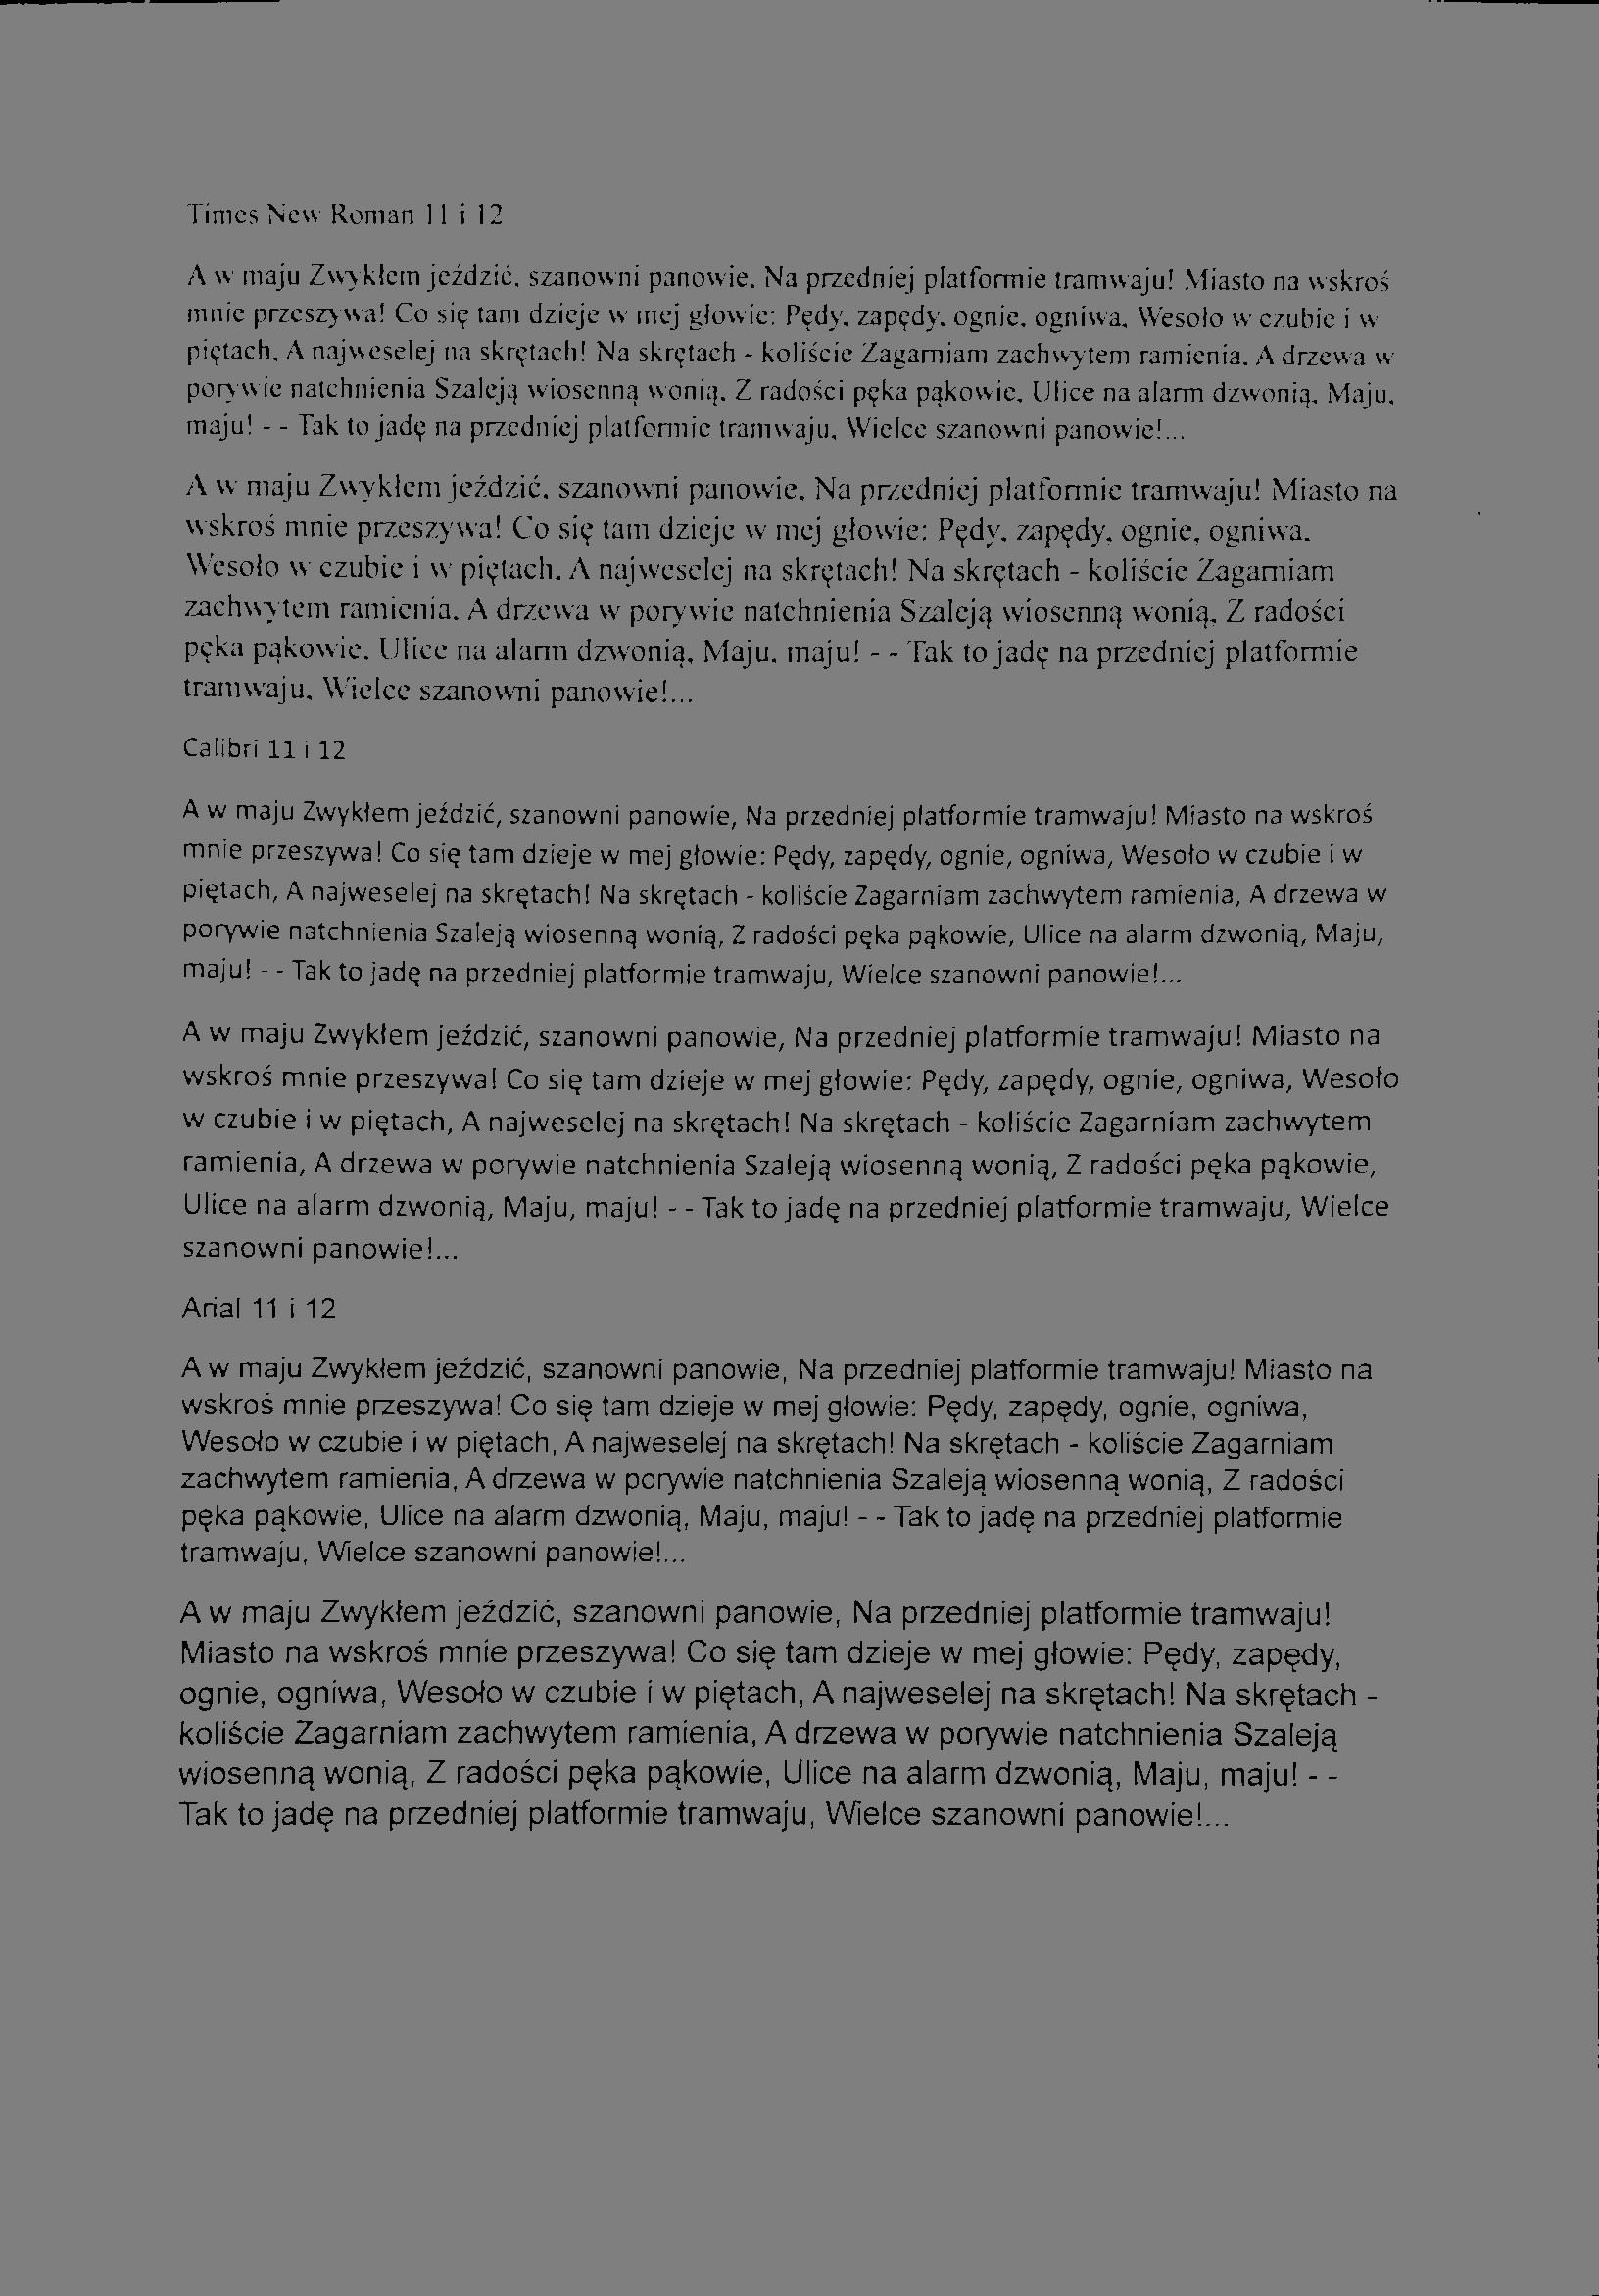 Times New Roman 11 i 12
A w maju Zwykłem jeździć, szanowni panowie, Na przedniej platformie tramwaju! Miasto na wskroś
mnie przeszywa! Co się tam dzieje w mej głowie: Pędy, zapędy, ognie, ogniwa, Wesoło w czubie i w
piętach, A najweselej na skrętach! Na skrętach - koliście Zagarniam zachwytem ramienia, A drzewa w
porywie natchnienia Szaleją wiosenną wonią, Z radości pęka pąkowie, Ulice na alarm dzwonią, Maju,
maju! - - Tak to jadę na przedniej platformie tramwaju, Wielce szanowni panowie!...
A w maju Zwykłem jeździć, szanowni panowie, Na przedniej platformie tramwaju! Miasto na
wskroś mnie przeszywa! Co się tam dzieje w mej głowie: Pędy, zapędy, ognie, ogniwa,
Wesoło w czubie i w piętach, A najweselej na skrętach! Na skrętach - koliście Zagarniam
zachwytem ramienia, A drzewa w porywie natchnienia Szaleją wiosenną wonią, Z radości
pęka pąkowie, Ulice na alarm dzwonią, Maju, maju! - - Tak to jadę na przedniej platformie
tramwaju, Wielce szanowni panowie!...
Calibri 11 i 12
A w maju Zwykłem jeździć, szanowni panowie, Na przedniej platformie tramwaju! Miasto na wskroś
mnie przeszywa! Co się tam dzieje w mej głowie: Pędy, zapędy, ognie, ogniwa, Wesoło w czubie i w
piętach, A najweselej na skrętach! Na skrętach - koliście Zagarniam zachwytem ramienia, A drzewa w
porywie natchnienia Szaleją wiosenną wonią, Z radości pęka pąkowie, Ulice na alarm dzwonią, Maju,
maju! - - Tak to jadę na przedniej platformie tramwaju, Wielce szanowni panowie!...
A w maju Zwykłem jeździć, szanowni panowie, Na przedniej platformie tramwaju! Miasto na
wskroś mnie przeszywa! Co się tam dzieje w mej głowie: Pędy, zapędy, ognie, ogniwa, Wesoło
w czubie i w piętach, A najweselej na skrętach! Na skrętach - koliście Zagarniam zachwytem
ramienia, A drzewa w porywie natchnienia Szaleją wiosenną wonią, Z radości pęka pąkowie,
Ulice na alarm dzwonią, Maju, maju! - - Tak to jadę na przedniej platformie tramwaju, Wielce
szanowni panowie!...
Arial 11 i 12
A w maju Zwykłem jeździć, szanowni panowie, Na przedniej platformie tramwaju! Miasto na
wskroś mnie przeszywa! Co się tam dzieje w mej głowie: Pędy, zapędy, ognie, ogniwa,
Wesoło w czubie i w piętach, A najweselej na skrętach! Na skrętach - koliście Zagarniam
zachwytem ramienia, A drzewa w porywie natchnienia Szaleją wiosenną wonią, Z radości
pęka pąkowie, Ulice na alarm dzwonią, Maju, maju! - - Tak to jadę na przedniej platformie
tramwaju, Wielce szanowni panowie!...
A w maju Zwykłem jeździć, szanowni panowie, Na przedniej platformie tramwaju!
Miasto na wskroś mnie przeszywa! Co się tam dzieje w mej głowie: Pędy, zapędy,
ognie, ogniwa, Wesoło w czubie i w piętach, A najweselej na skrętach! Na skrętach -
koliście Zagarniam zachwytem ramienia, A drzewa w porywie natchnienia Szaleją
wiosenną wonią, Z radości pęka pąkowie, Ulice na alarm dzwonią, Maju, maju! - -
Tak to jadę na przedniej platformie tramwaju, Wielce szanowni panowie!...